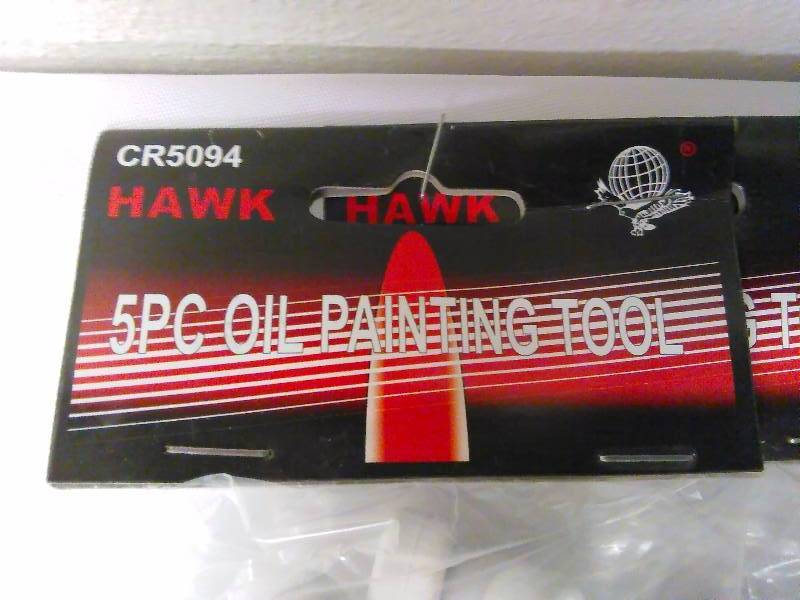 CR5094
HAWK
HAWK
®
5PC OIL PAINTING TOOL
G T